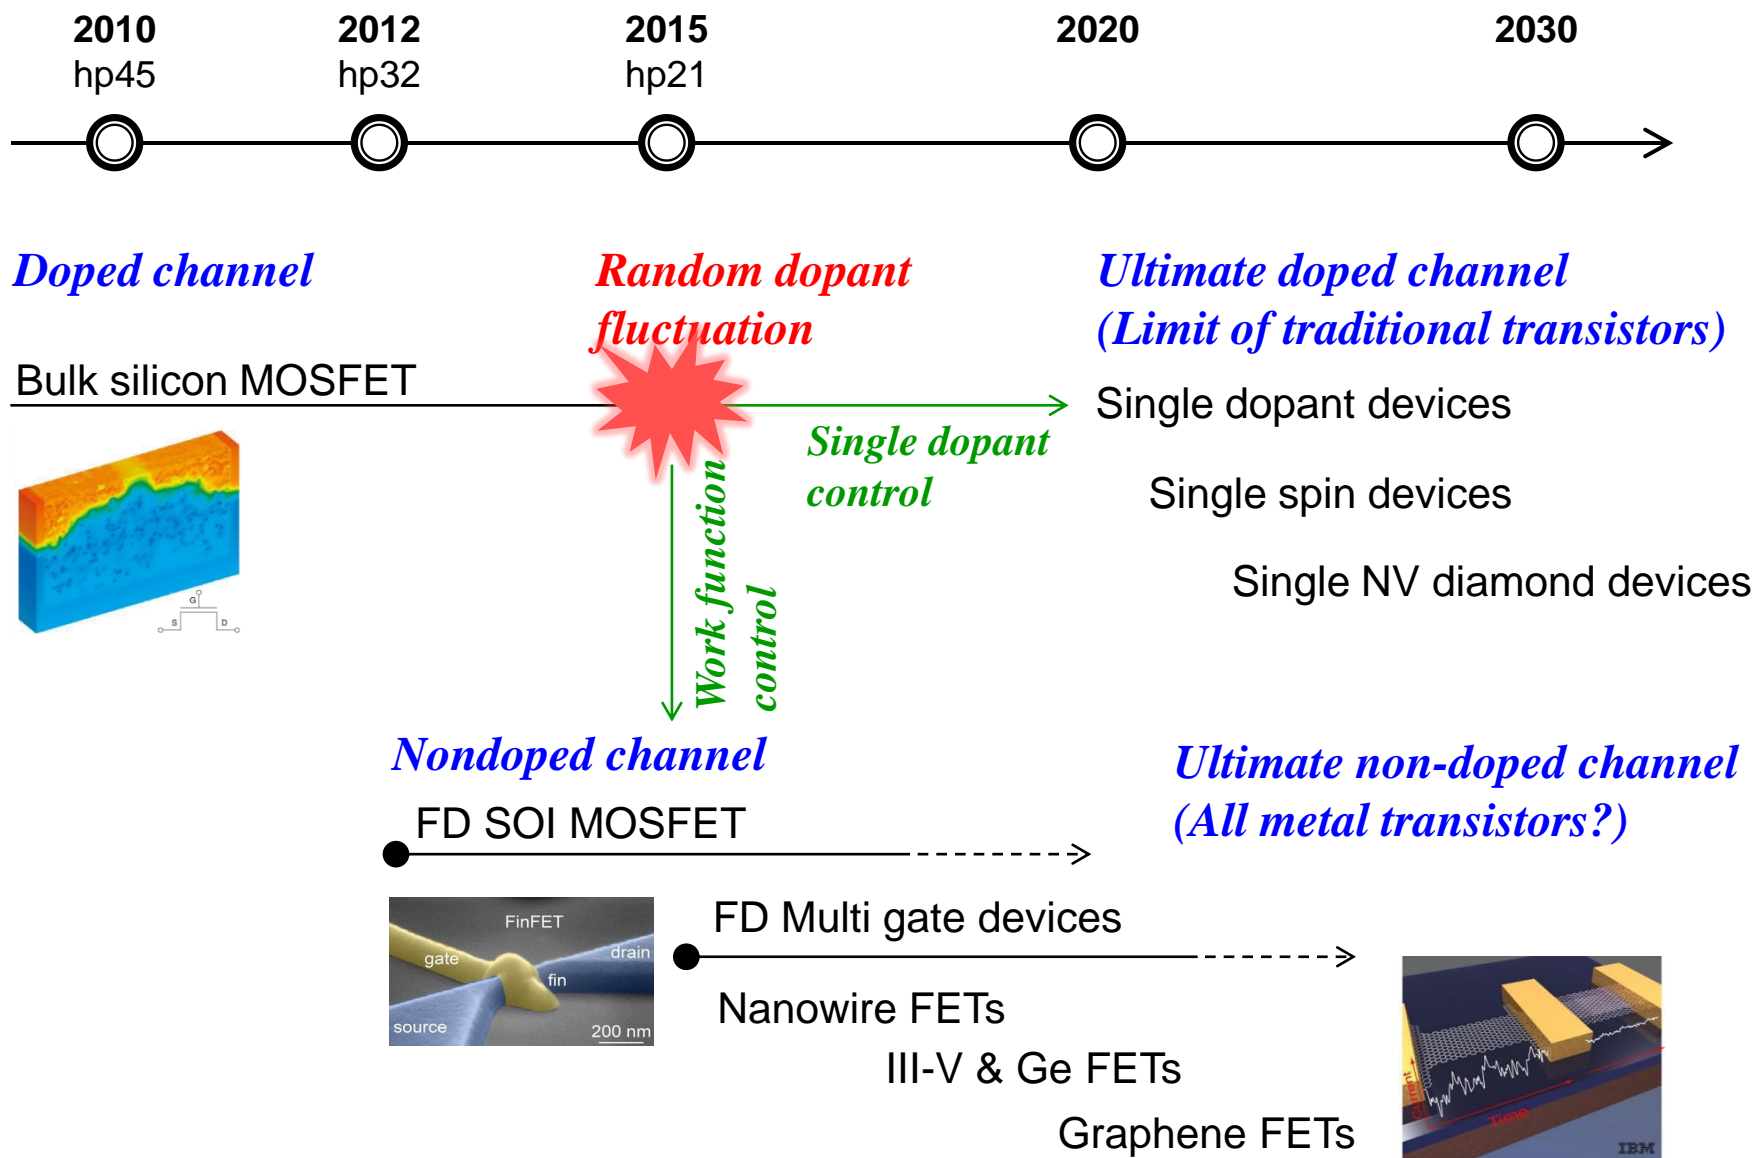 2010
hp45
2012
hp32
2015
hp21
2020
2030
Doped channel
Random dopant
fluctuation
Ultimate doped channel
(Limit of traditional transistors)
Bulk silicon MOSFET
Single dopant devices
Single dopant
control
Single spin devices
Single NV diamond devices
G
S
D
Work function
control
Nondoped channel
Ultimate non-doped channel
(All metal transistors?)
FD SOI MOSFET
FD Multi gate devices
FinFET
gate
drain
fin
source
200 nm
Nanowire FETs
III-V & Ge FETs
Graphene FETs
Current
Time
IBM